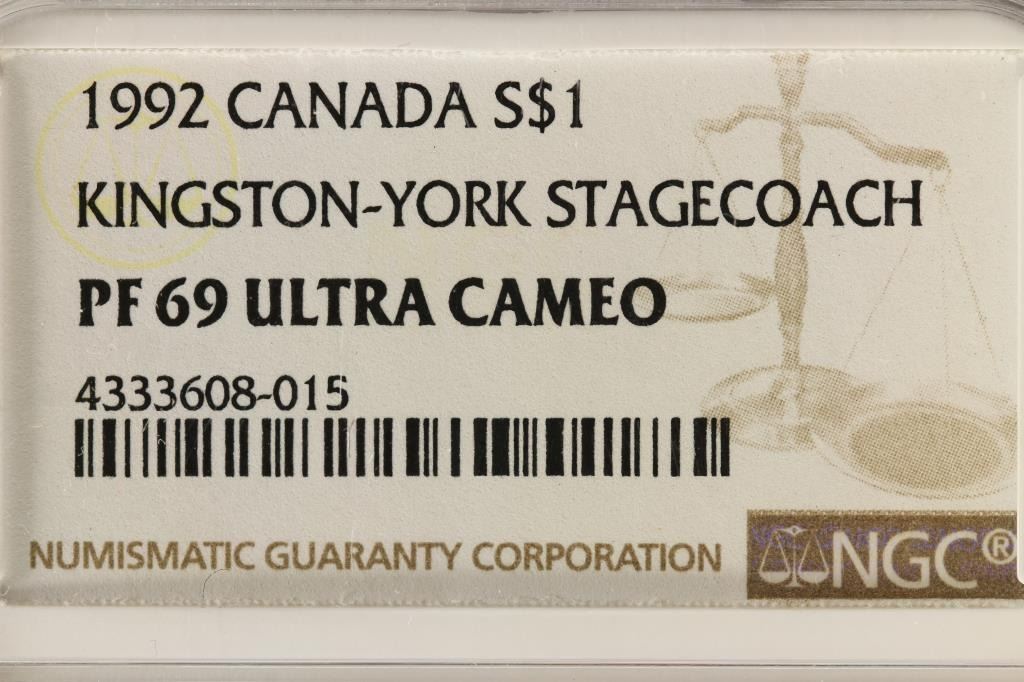 1992 CANADA S$1
KINGSTON-YORK STAGECOACH
PF 69 ULTRA CAMEO
4333608-015
NUMISMATIC GUARANTY CORPORATION
NGC®